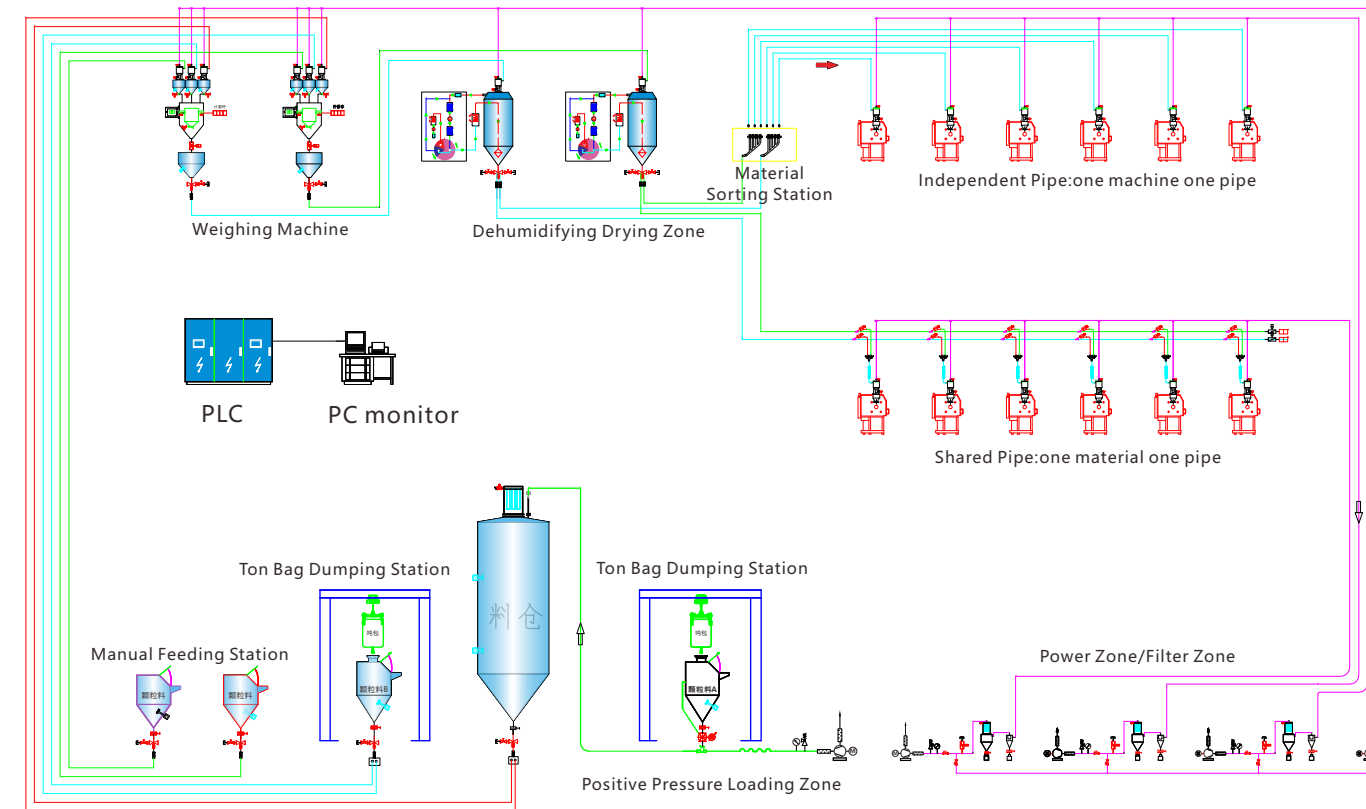 Material
Sorting Station
Independent Pipe:one machine one pipe
Weighing Machine
Dehumidifying Drying Zone
PLC
PC monitor
Shared Pipe:one material one pipe
Ton Bag Dumping Station
Ton Bag Dumping Station
料仓
吨包
吨包
Manual Feeding Station
Power Zone/Filter Zone
颗粒料
颗粒料
颗粒料B
颗粒料A
Positive Pressure Loading Zone